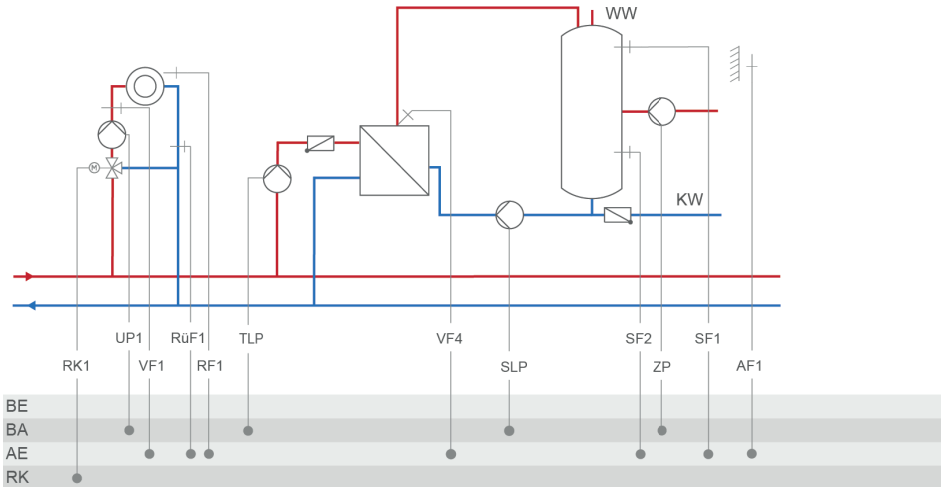 WW
M
KW
UP1 RüF1 TLP VF4 SF2 SF1
RK1 VF1 RF1 SLP ZP AF1
BE
BA
AE
RK